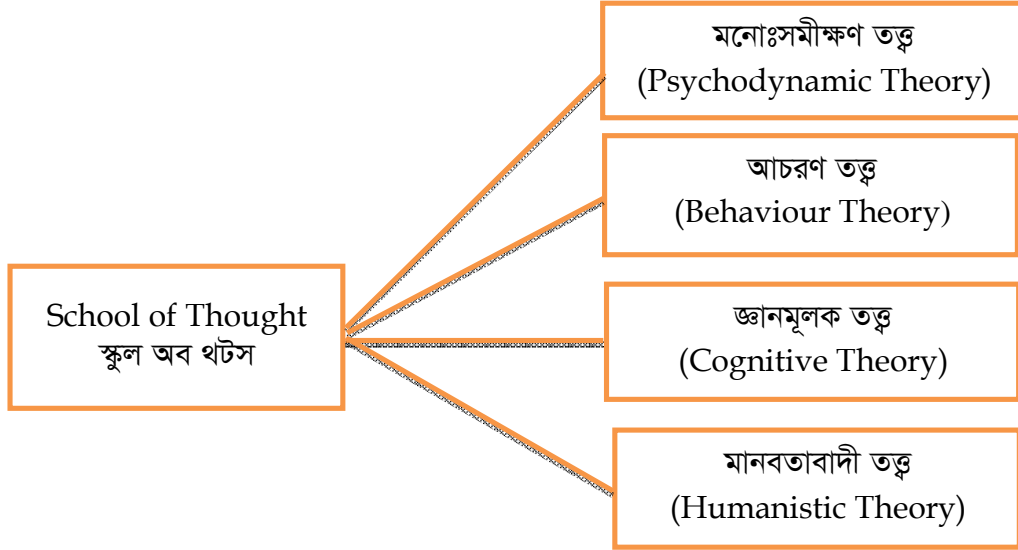 মনোঃসমীক্ষণ তত্ত্ব
(Psychodynamic Theory)
আচরণ তত্ত্ব
(Behaviour Theory)
School of Thought
স্কুল অব থটস
জ্ঞানমূলক তত্ত্ব
(Cognitive Theory)
মানবতাবাদী তত্ত্ব
(Humanistic Theory)